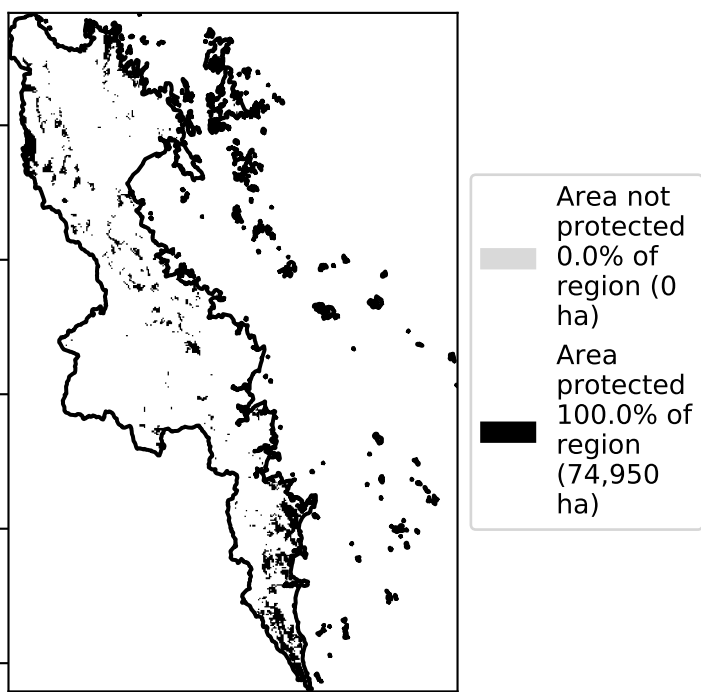 Area not
protected
0.0% of
region (0
ha)
Area
protected
100.0% of
region
(74,950
ha)